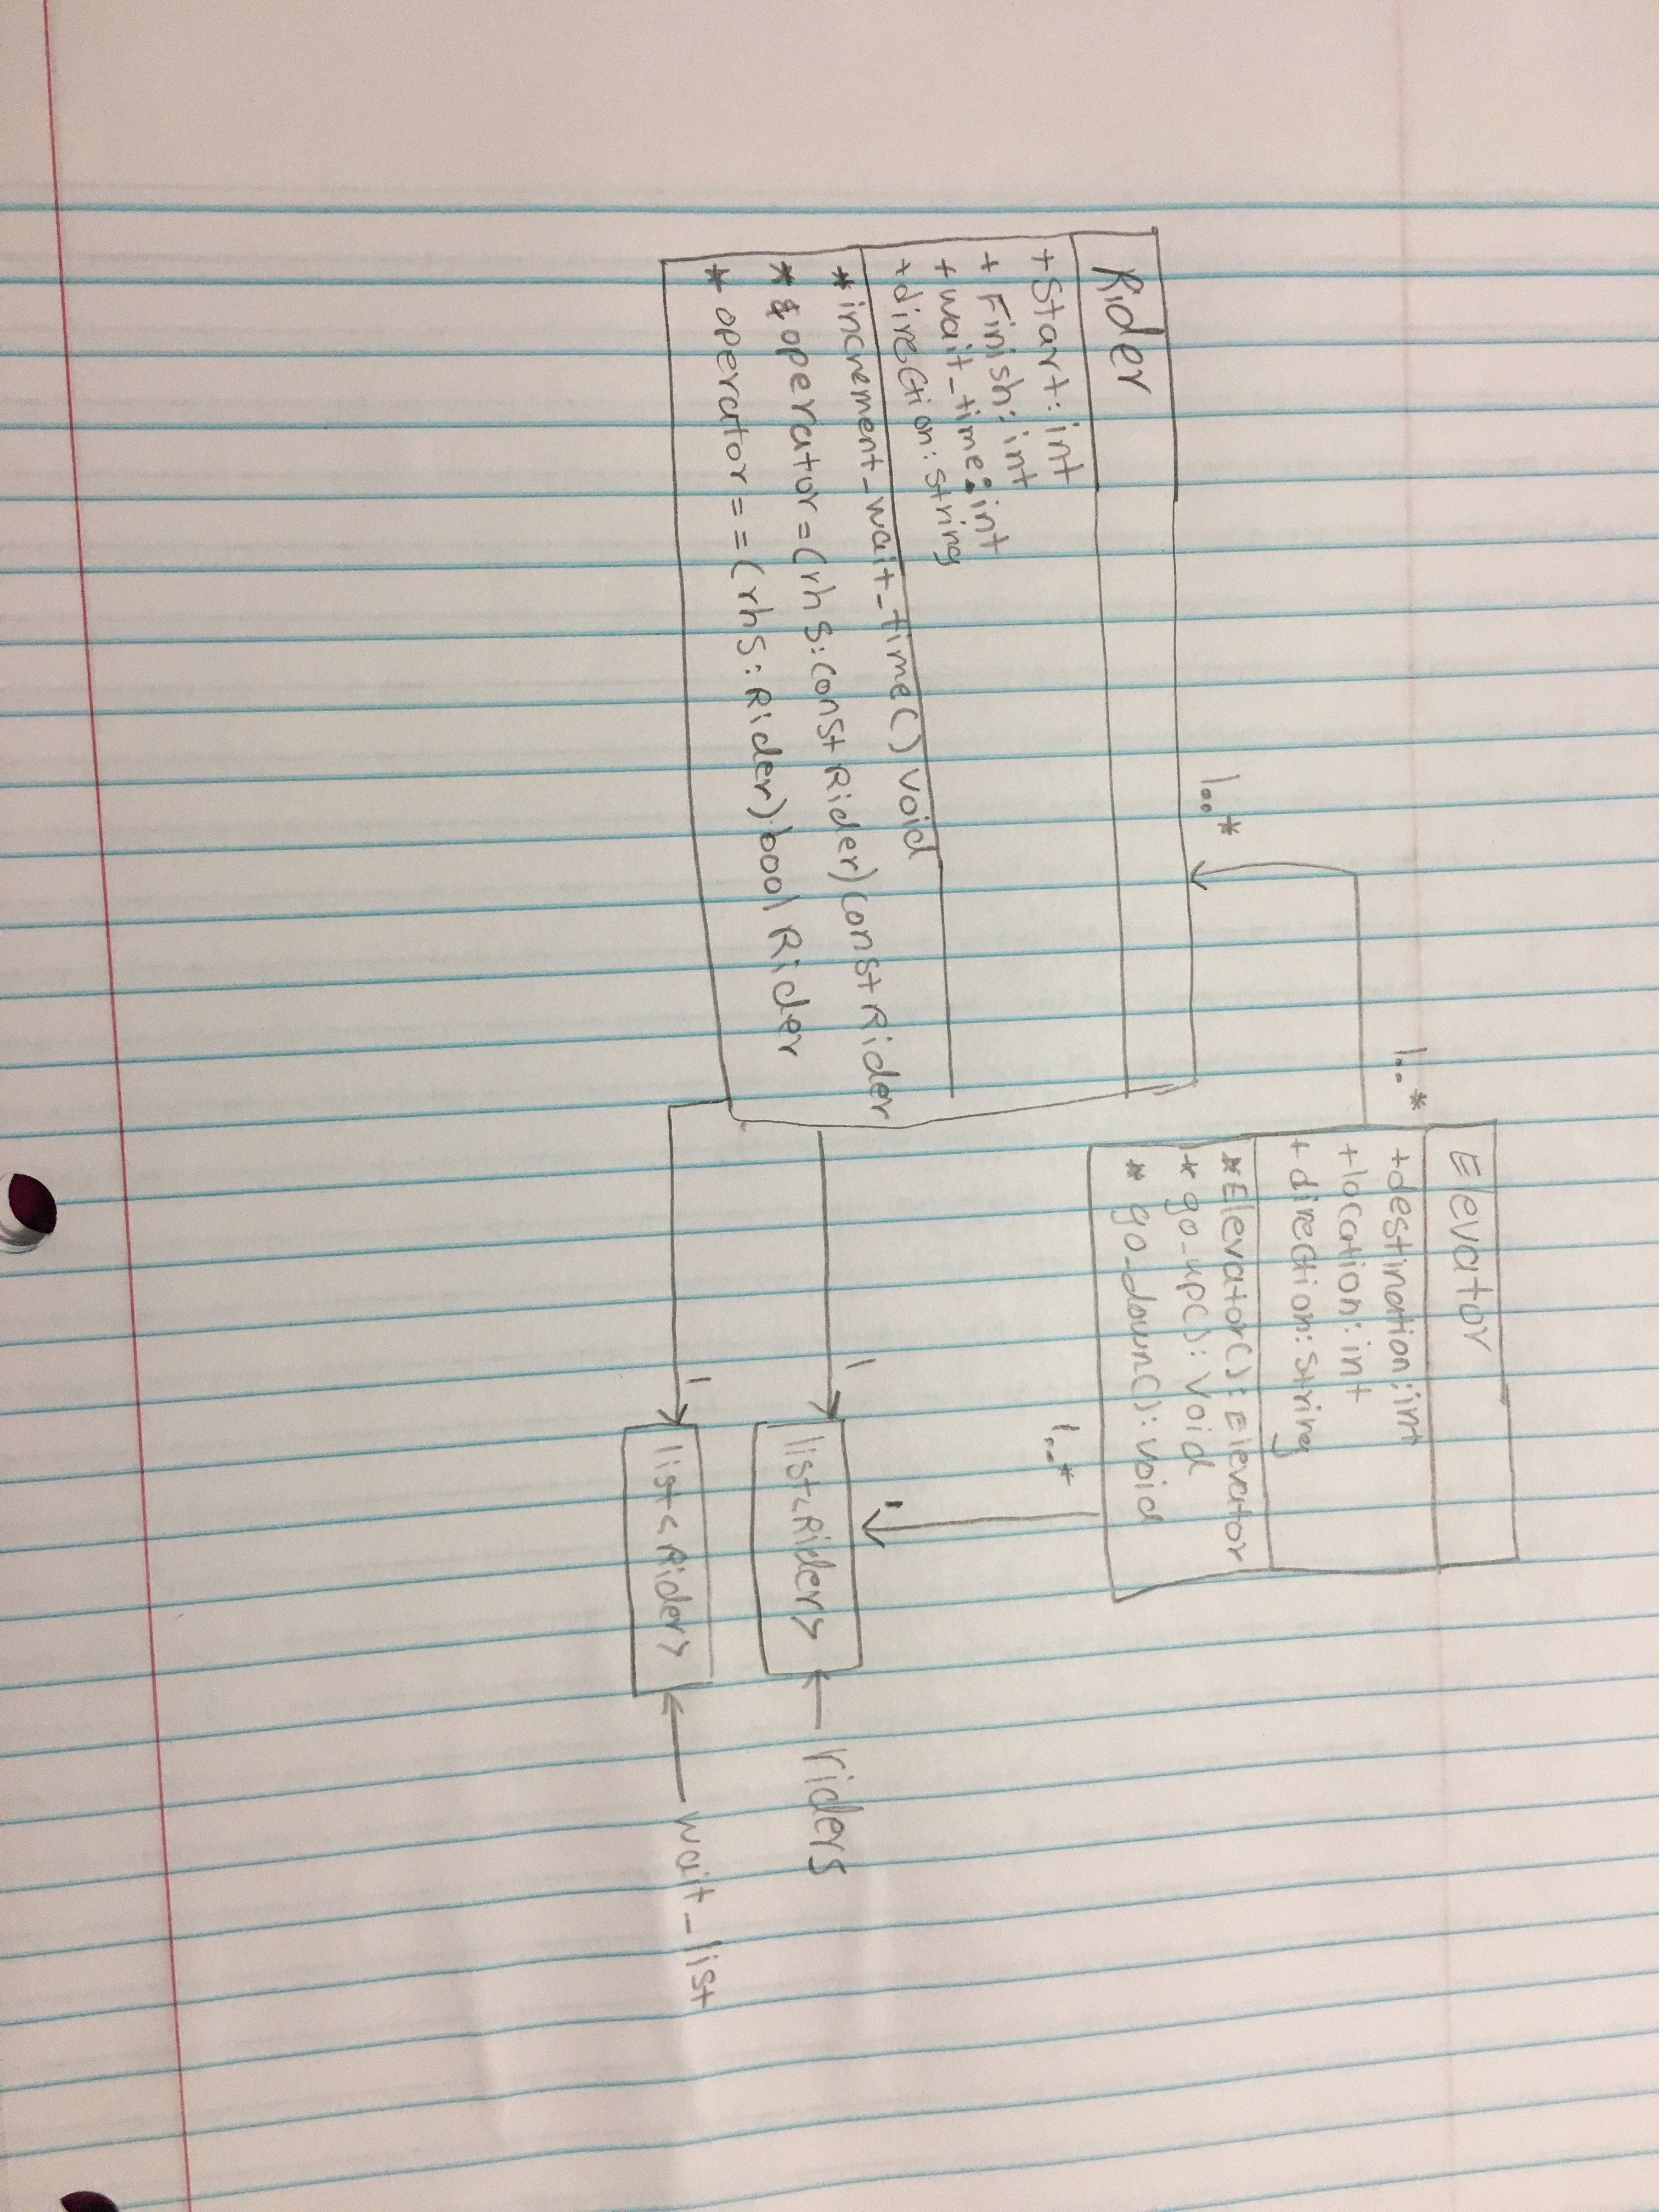 Elevator
+destination:int
+location:int
+direction:string
*Elevator():Elevator
* go_up():Void
* go_down():void
1..*
1..*
Rider
+Start:int
+ Finish:int
+ wait_time:int
+direction:string
*increment_wait_time() void
*&operator=(rhs:const Rider) const Rider
* operator==(rhs:Rider) bool Rider
1..*
1
1
list<Rider>
riders
1
list<Rider>
wait_list